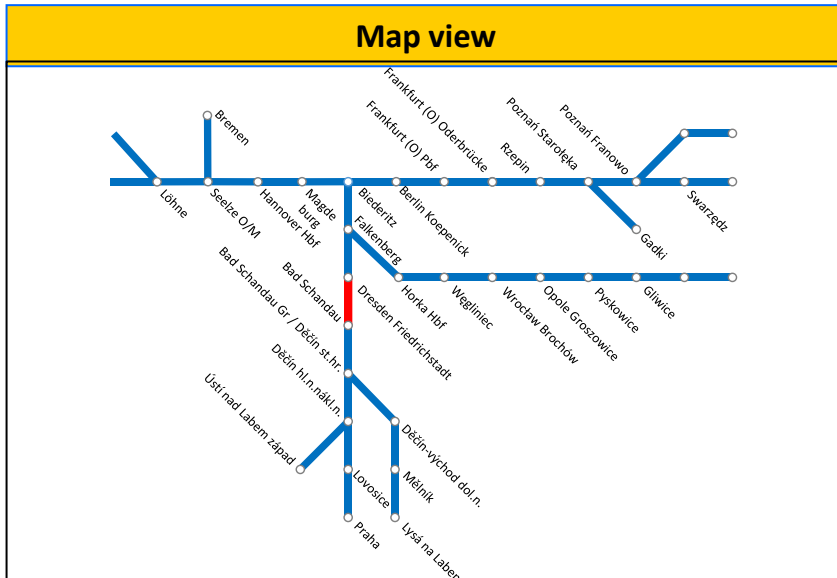 Map view
Bremen
Löhne
Seelze O/M
Hannover Hbf
Magde
burg
Biederitz
Berlin Koepenick
Frankfurt (O) Pbf
Frankfurt (O) Oderbrücke
Rzepin
Poznań Starołęka
Poznań Franowo
Swarzędz
Gadki
Falkenberg
Horka Hbf
Węgliniec
Wrocław Brochów
Opole Groszowice
Pyskowice
Gliwice
Dresden Friedrichstadt
Bad Schandau
Bad Schandau Gr / Děčín st.hr.
Děčín hl.n.nákl.n.
Ústí nad Labem západ
Děčín-východ dol.n.
Lovosice
Mělník
Praha
Lysá na Laben